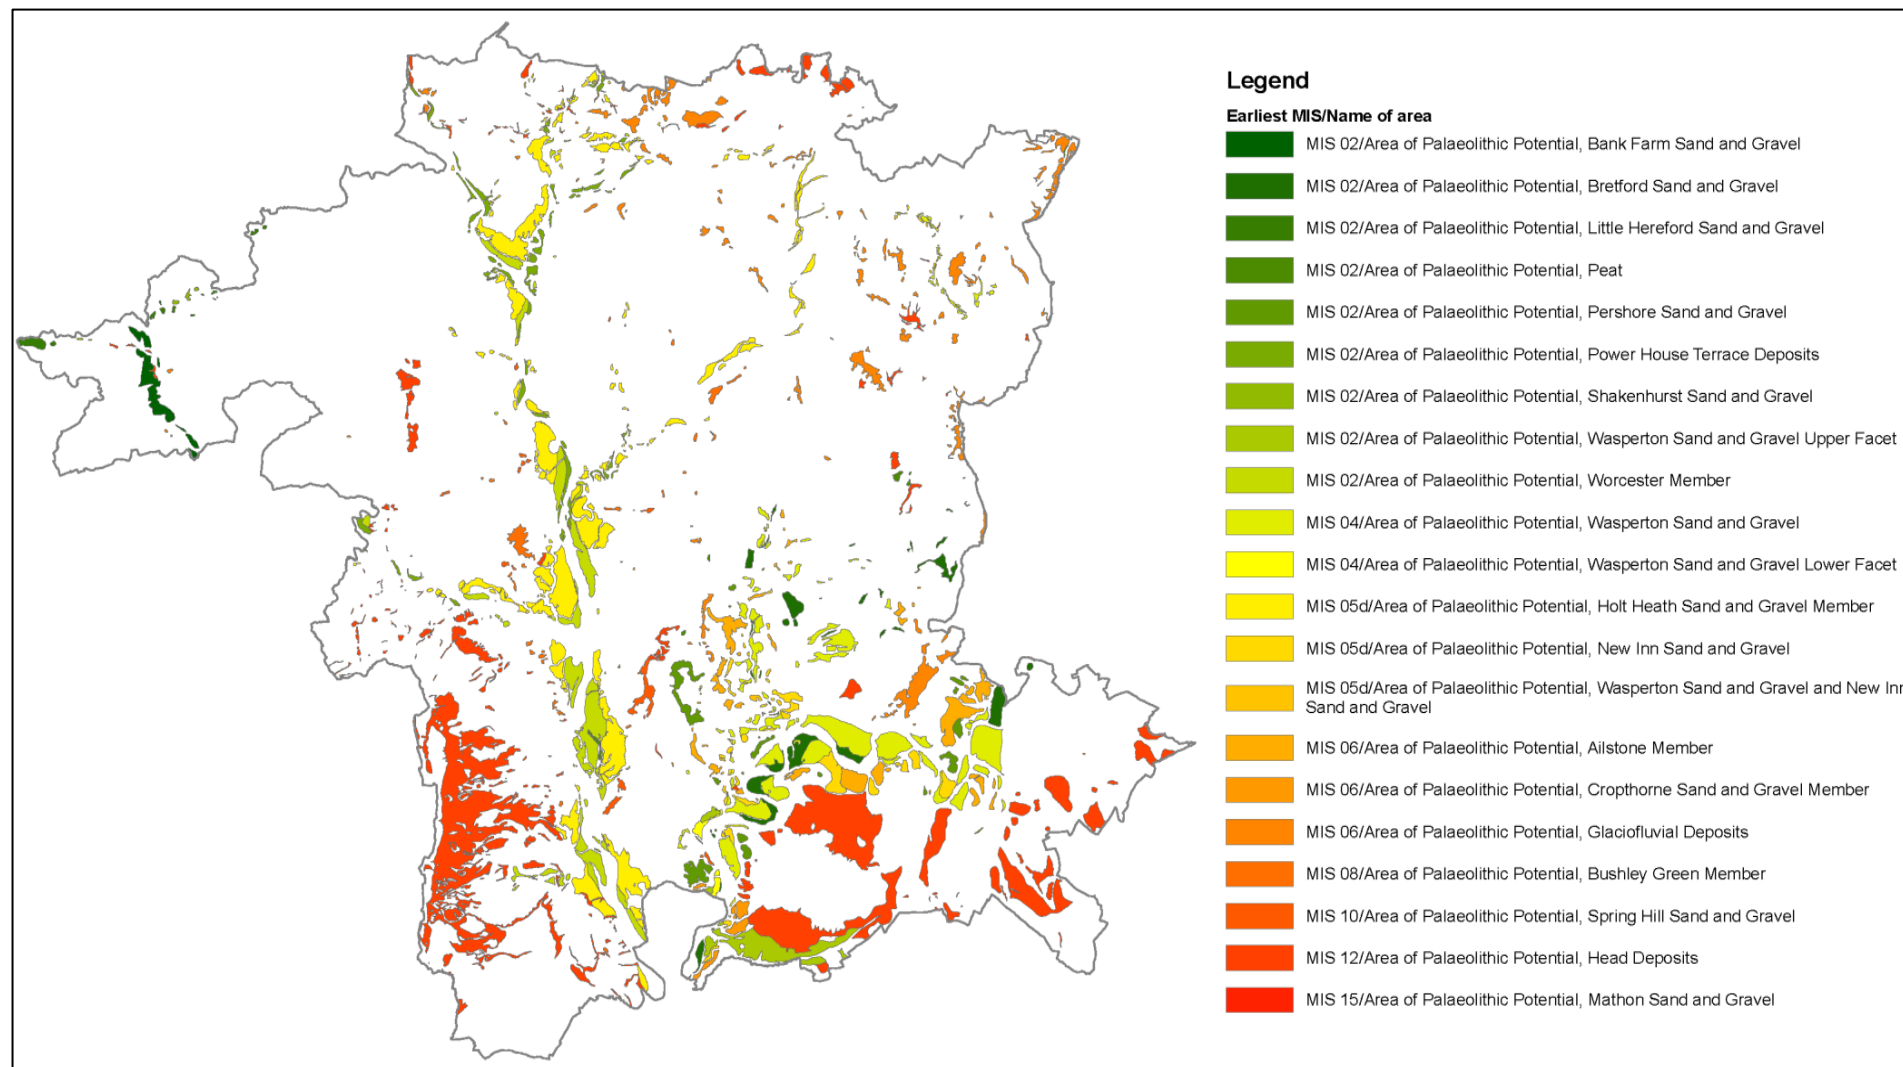 Legend
Earliest MIS/Name of area
MIS 02/Area of Palaeolithic Potential, Bank Farm Sand and Gravel
MIS 02/Area of Palaeolithic Potential, Bretford Sand and Gravel
MIS 02/Area of Palaeolithic Potential, Little Hereford Sand and Gravel
MIS 02/Area of Palaeolithic Potential, Peat
MIS 02/Area of Palaeolithic Potential, Pershore Sand and Gravel
MIS 02/Area of Palaeolithic Potential, Power House Terrace Deposits
MIS 02/Area of Palaeolithic Potential, Shakenhurst Sand and Gravel
MIS 02/Area of Palaeolithic Potential, Wasperton Sand and Gravel Upper Facet
MIS 02/Area of Palaeolithic Potential, Worcester Member
MIS 04/Area of Palaeolithic Potential, Wasperton Sand and Gravel
MIS 04/Area of Palaeolithic Potential, Wasperton Sand and Gravel Lower Facet
MIS 05d/Area of Palaeolithic Potential, Holt Heath Sand and Gravel Member
MIS 05d/Area of Palaeolithic Potential, New Inn Sand and Gravel
MIS 05d/Area of Palaeolithic Potential, Wasperton Sand and Gravel and New Inn
Sand and Gravel
MIS 06/Area of Palaeolithic Potential, Ailstone Member
MIS 06/Area of Palaeolithic Potential, Cropthorne Sand and Gravel Member
MIS 06/Area of Palaeolithic Potential, Glaciofluvial Deposits
MIS 08/Area of Palaeolithic Potential, Bushley Green Member
MIS 10/Area of Palaeolithic Potential, Spring Hill Sand and Gravel
MIS 12/Area of Palaeolithic Potential, Head Deposits
MIS 15/Area of Palaeolithic Potential, Mathon Sand and Gravel